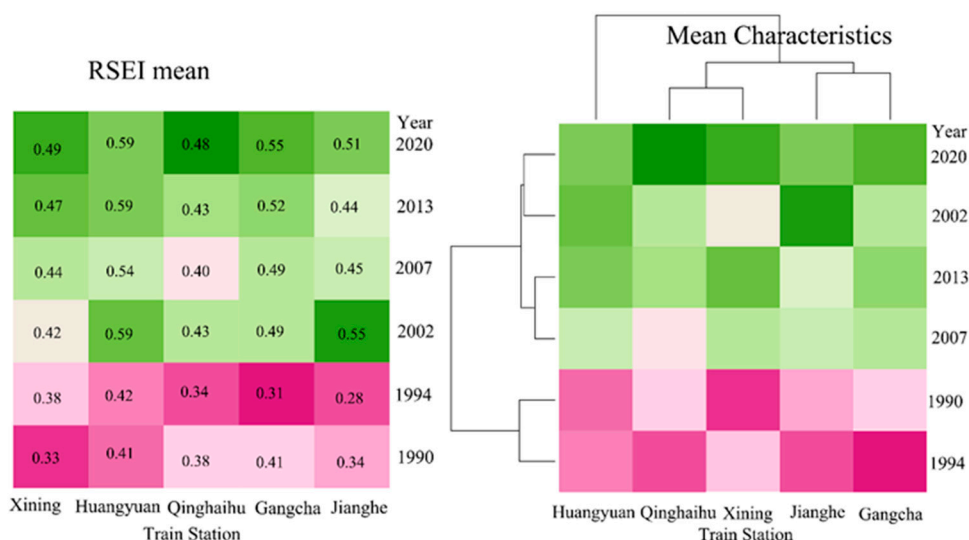 RSEI mean
Year
0.49 0.59 0.48 0.55 0.51 2020
0.47 0.59 0.43 0.52 0.44 2013
0.44 0.54 0.40 0.49 0.45 2007
0.42 0.59 0.43 0.49 0.55 2002
0.38 0.42 0.34 0.31 0.28 1994
0.33 0.41 0.38 0.41 0.34 1990
Xining Huangyuan Qinghaihu Gangcha Jianghe
Train Station
Mean Characteristics
Year
2020
2002
2013
2007
1990
1994
Huangyuan Qinghaihu Xining Jianghe Gangcha
Train Station